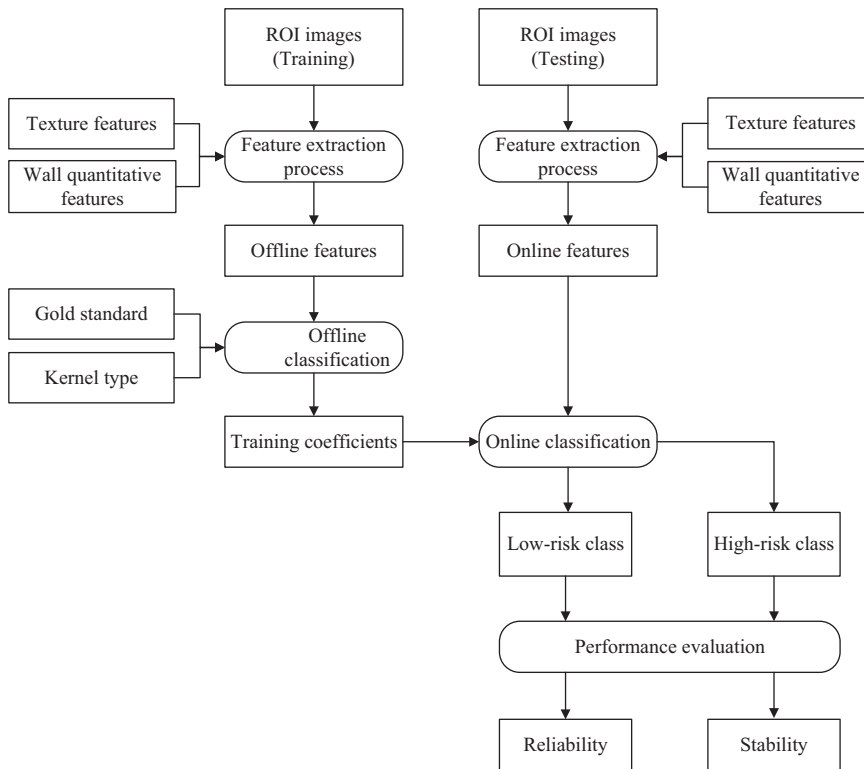 ROI images
(Training)
ROI images
(Testing)
Texture features
Wall quantitative
features
Feature extraction
process
Feature extraction
process
Texture features
Wall quantitative
features
Offline features
Online features
Gold standard
Kernel type
Offline
classification
Training coefficients
Online classification
Low-risk class
High-risk class
Performance evaluation
Reliability
Stability